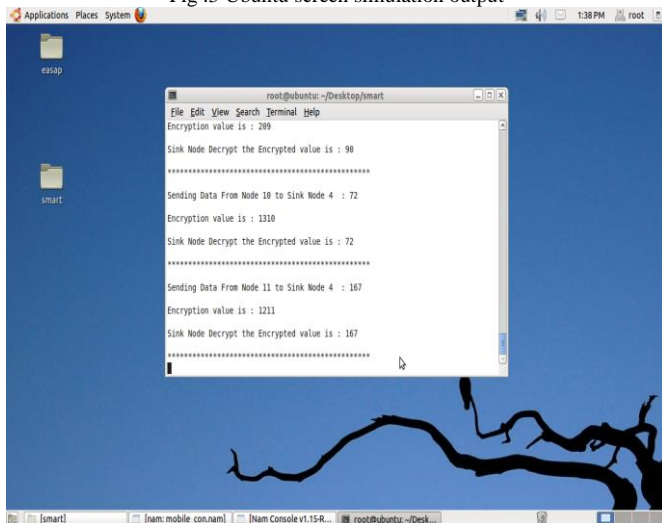 Fig .3 Ubuntu screen simulation output
Applications Places System
1:38 PM root
easap
smart
root@ubuntu: ~/Desktop/smart
File Edit View Search Terminal Help
Encryption value is : 209
Sink Node Decrypt the Encrypted value is : 90
*************************************************
Sending Data From Node 10 to Sink Node 4 : 72
Encryption value is : 1310
Sink Node Decrypt the Encrypted value is : 72
*************************************************
Sending Data From Node 11 to Sink Node 4 : 167
Encryption value is : 1211
Sink Node Decrypt the Encrypted value is : 167
*************************************************
[smart] [nam: mobile_con.nam] [Nam Console v1.15-R... root@ubuntu: ~/Desk...